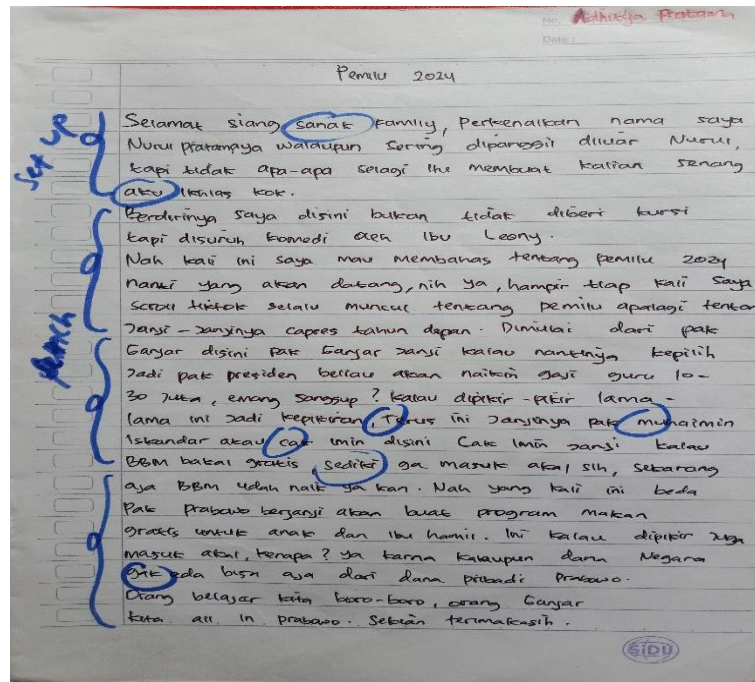 No. Adhitya Pratama
Date :
Pemilu 2024
Set up
Selamat siang sanak Family, Perkenalkan nama saya
Nurul pratampaya walaupun sering dipanggil diluar Nurul,
tapi tidak apa-apa selagi itu membuat kalian senang
aku ikhlas kok.
Berdirinya saya disini bukan tidak diberi kursi
tapi disuruh komedi oleh Ibu Leony.
Nah kali ini saya mau membahas tentang pemilu 2024
nanti yang akan datang, nih ya, hampir tiap kali saya
scroll tiktok selalu muncul tentang pemilu apalagi tenta
Janji-Janjinya capres tahun depan. Dimulai dari pak
Punch
Ganjar disini pak Ganjar Janji kalau nantinya kepilih
Jadi pak presiden beliau akan naikin gaji guru 10-
30 Juta, emang sanggup? kalau dipikir-pikir lama-
lama ini Jadi kepikiran, Terus ini Janjinya pak muhaimin
Iskandar atau cak imin disini Cak Imin Janji kalau
BBM bakal gratis, sedikit ga masuk akal sih, sekarang
aja BBM udah naik ya kan. Nah yang kali ini beda
Pak prabowo berjanji akan buat program makan
gratis untuk anak dan ibu hamil. Ini kalau dipikir Juga
masuk akal, kenapa? ya karna kalaupun dana Negara
gak ada bisa aja dari dana pribadi Prabowo.
Orang belajar kita boro-boro, orang Ganjar
kita all in prabowo. Sekian terimakasih.
SIDU